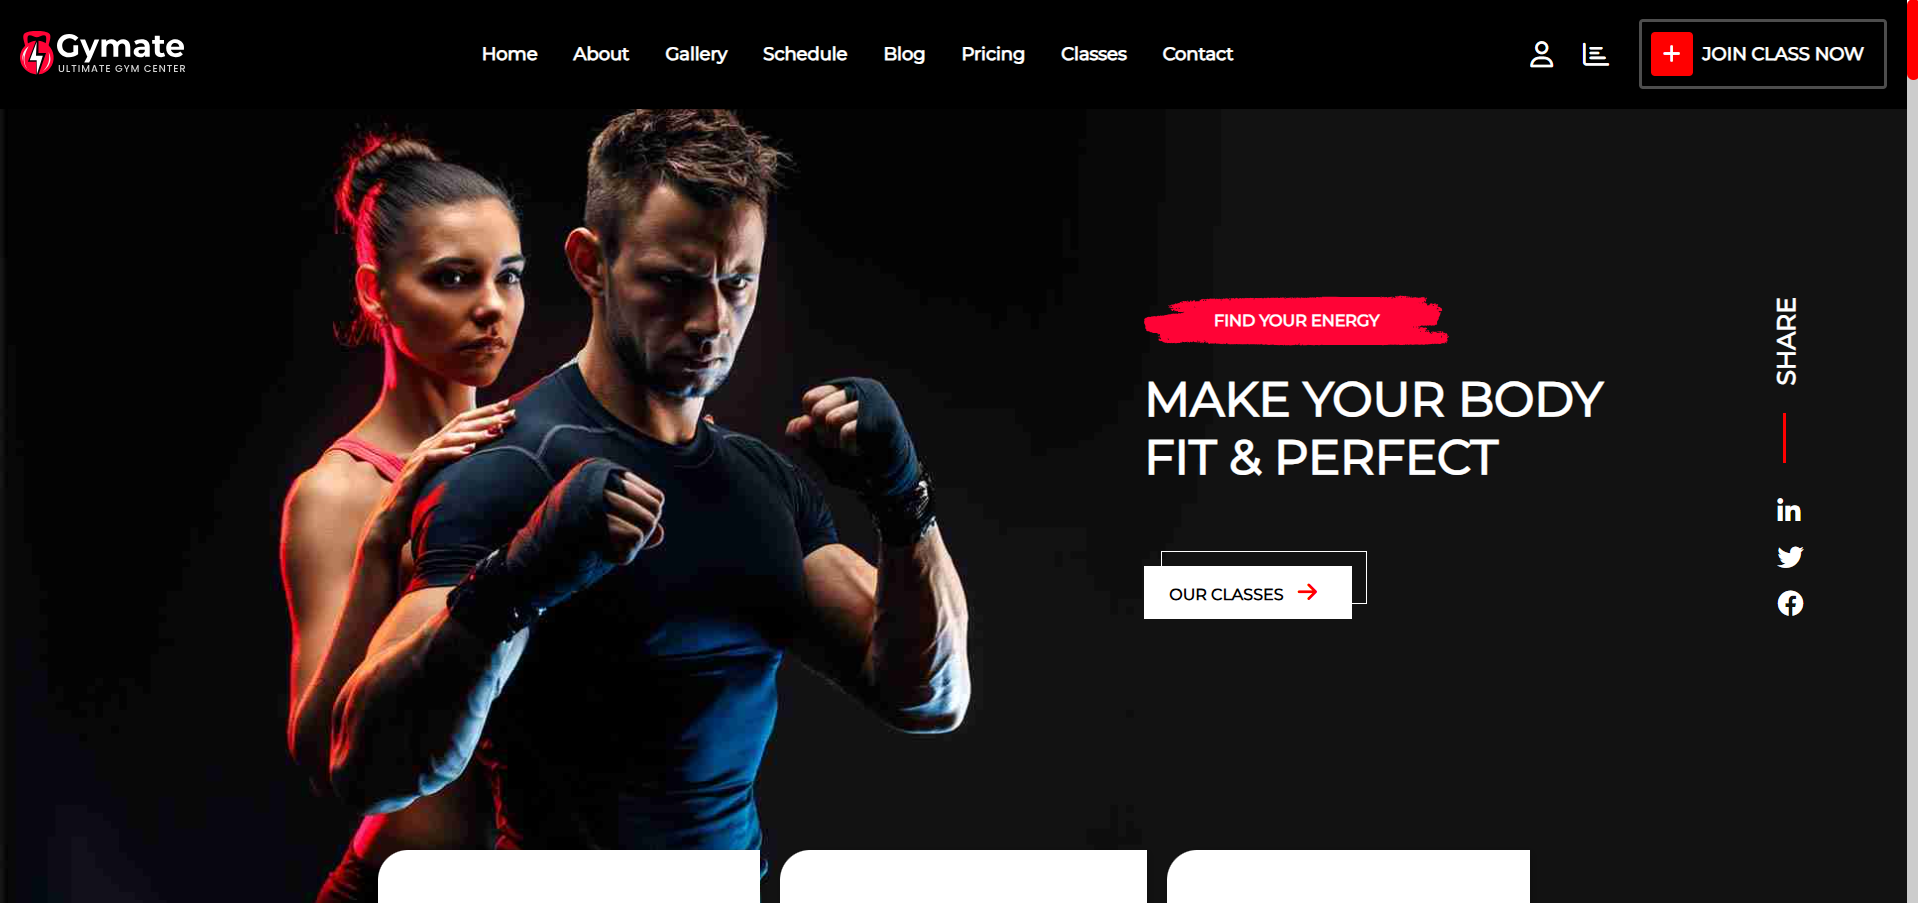 Gymate
ULTIMATE GYM CENTER
Home About Gallery Schedule Blog Pricing Classes Contact
JOIN CLASS NOW
FIND YOUR ENERGY
MAKE YOUR BODY
FIT & PERFECT
OUR CLASSES
SHARE